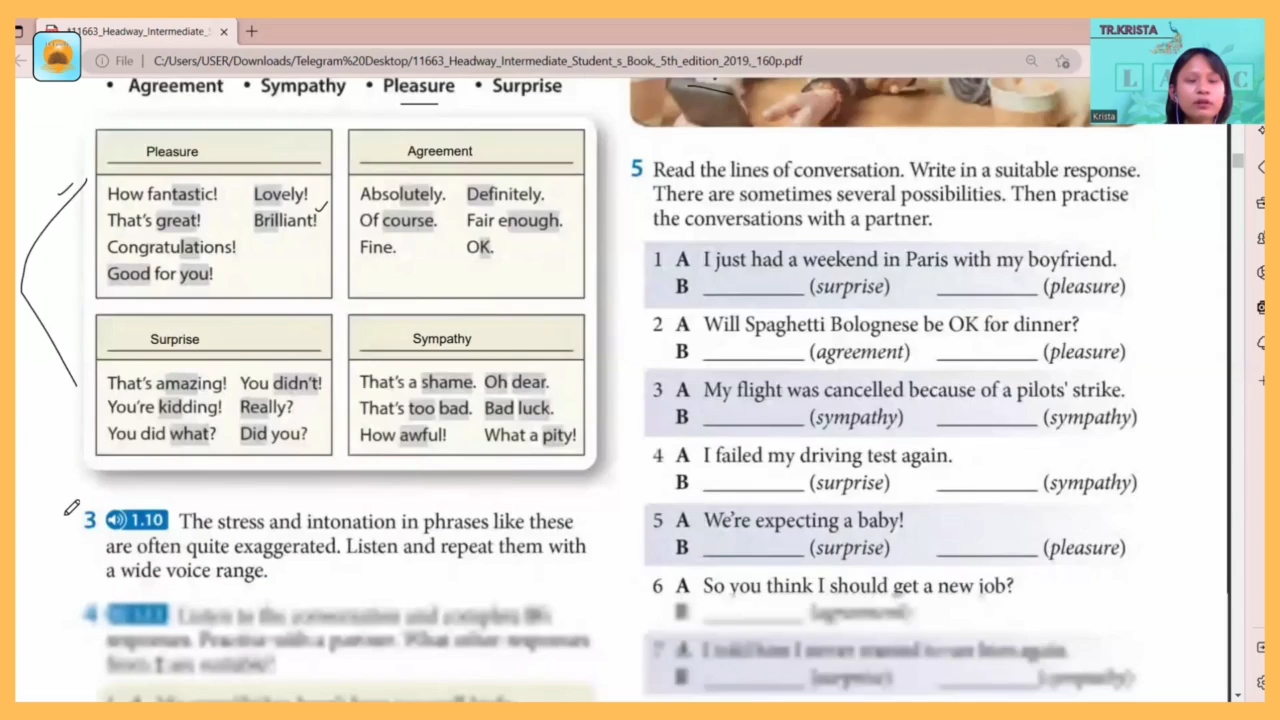 11663_Headway_Intermediate_S
File C:/Users/USER/Downloads/Telegram%20Desktop/11663_Headway_Intermediate_Student_s_Book,_5th_edition_2019_160p.pdf
TR.KRISTA
Krista
• Agreement • Sympathy • Pleasure • Surprise
Pleasure
How fantastic! Lovely!
That's great! Brilliant!
Congratulations!
Good for you!
Agreement
Absolutely. Definitely.
Of course. Fair enough.
Fine. OK.
Surprise
That's amazing! You didn't!
You're kidding! Really?
You did what? Did you?
Sympathy
That's a shame. Oh dear.
That's too bad. Bad luck.
How awful! What a pity!
3 1.10 The stress and intonation in phrases like these
are often quite exaggerated. Listen and repeat them with
a wide voice range.
5 Read the lines of conversation. Write in a suitable response.
There are sometimes several possibilities. Then practise
the conversations with a partner.
1 A I just had a weekend in Paris with my boyfriend.
B __________ (surprise) __________ (pleasure)
2 A Will Spaghetti Bolognese be OK for dinner?
B __________ (agreement) __________ (pleasure)
3 A My flight was cancelled because of a pilots' strike.
B __________ (sympathy) __________ (sympathy)
4 A I failed my driving test again.
B __________ (surprise) __________ (sympathy)
5 A We're expecting a baby!
B __________ (surprise) __________ (pleasure)
6 A So you think I should get a new job?